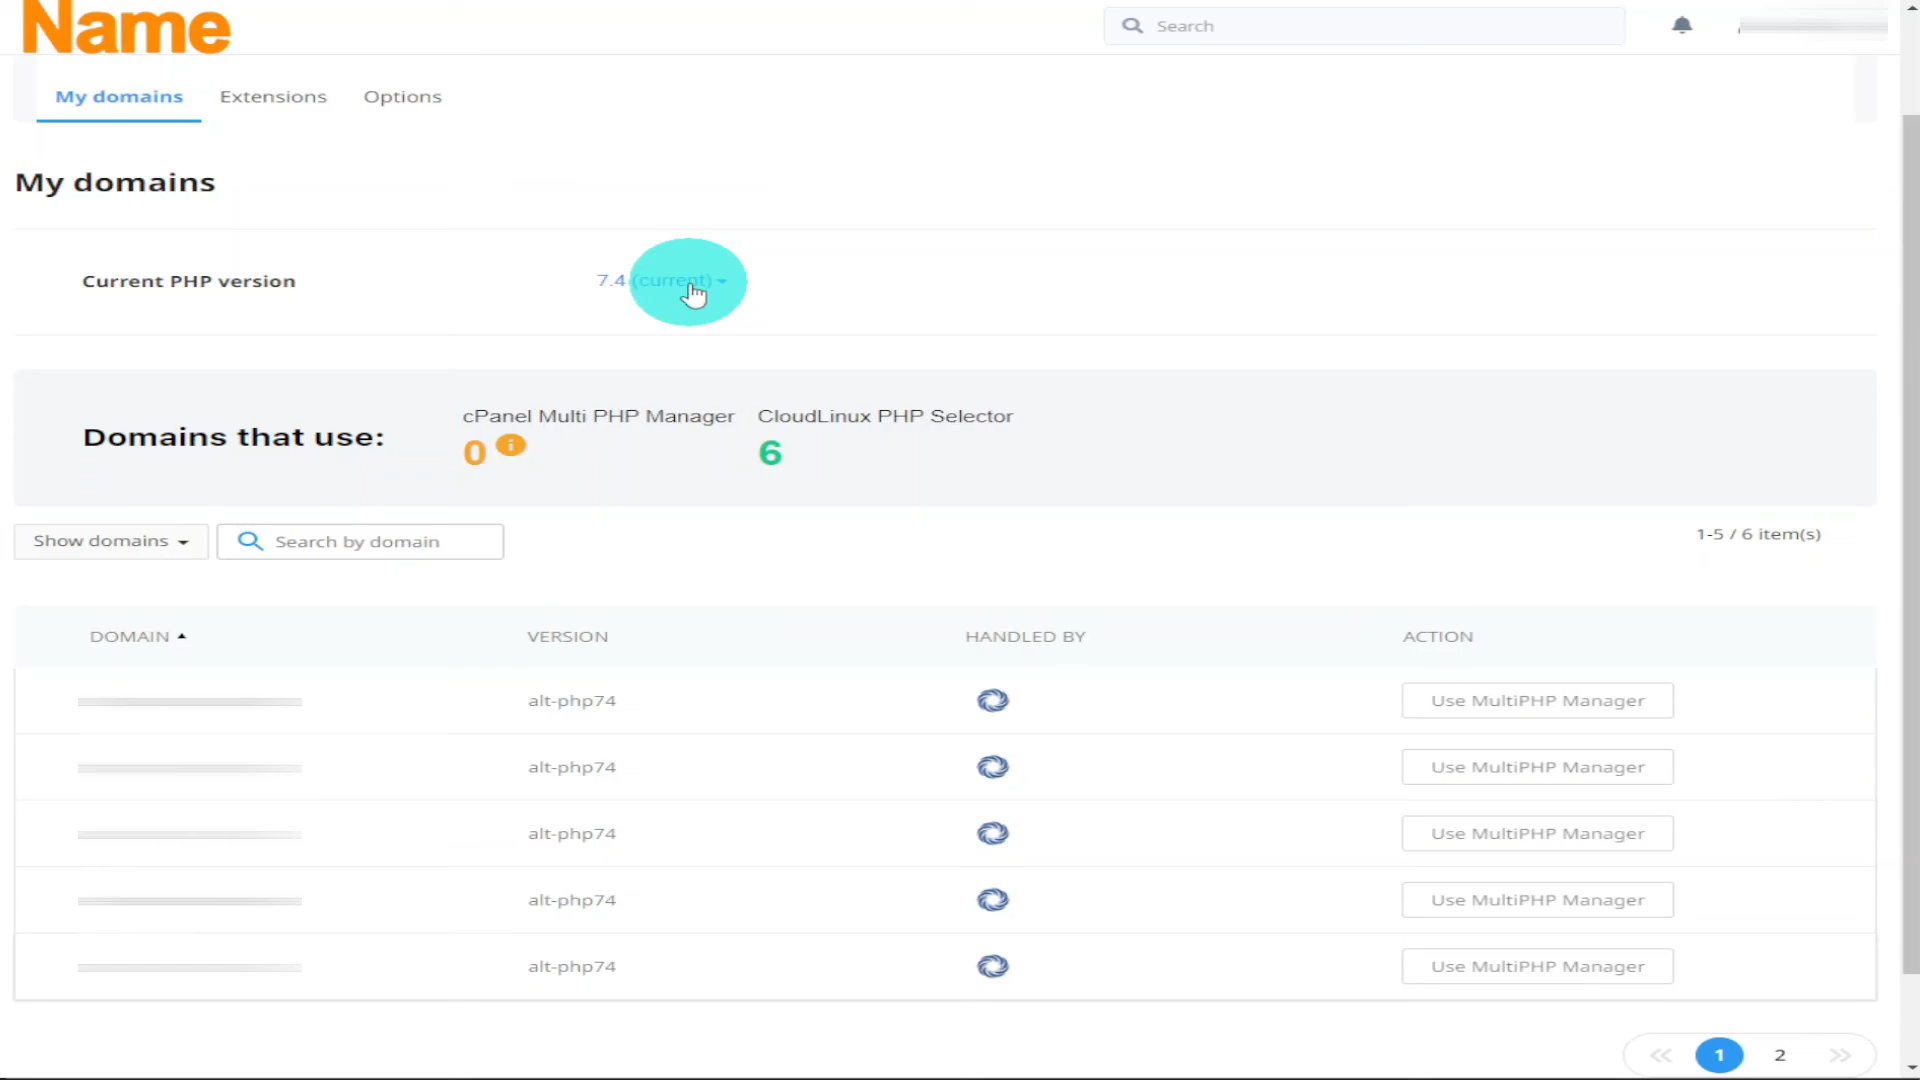 Name
Search
My domains Extensions Options
My domains
Current PHP version 7.4 (current)
cPanel Multi PHP Manager CloudLinux PHP Selector
Domains that use:
0 i 6
Show domains Search by domain 1-5 / 6 item(s)
DOMAIN VERSION HANDLED BY ACTION
alt-php74 Use MultiPHP Manager
alt-php74 Use MultiPHP Manager
alt-php74 Use MultiPHP Manager
alt-php74 Use MultiPHP Manager
alt-php74 Use MultiPHP Manager
<< 1 2 >>